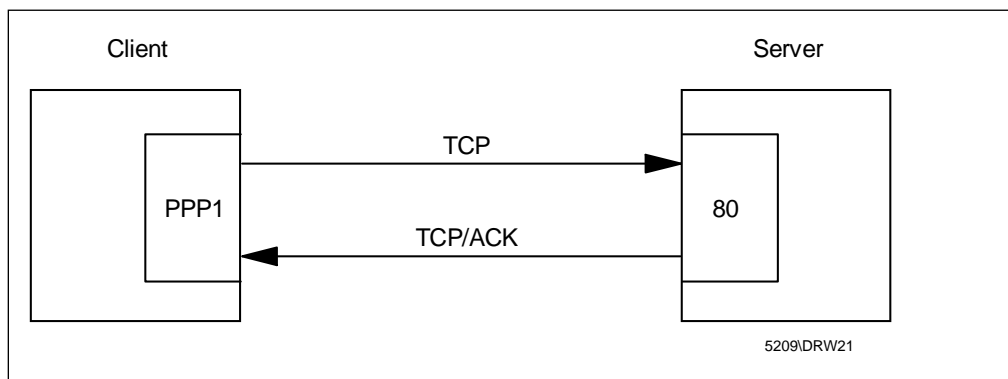 Client
Server
TCP
PPP1
80
TCP/ACK
5209\DRW21